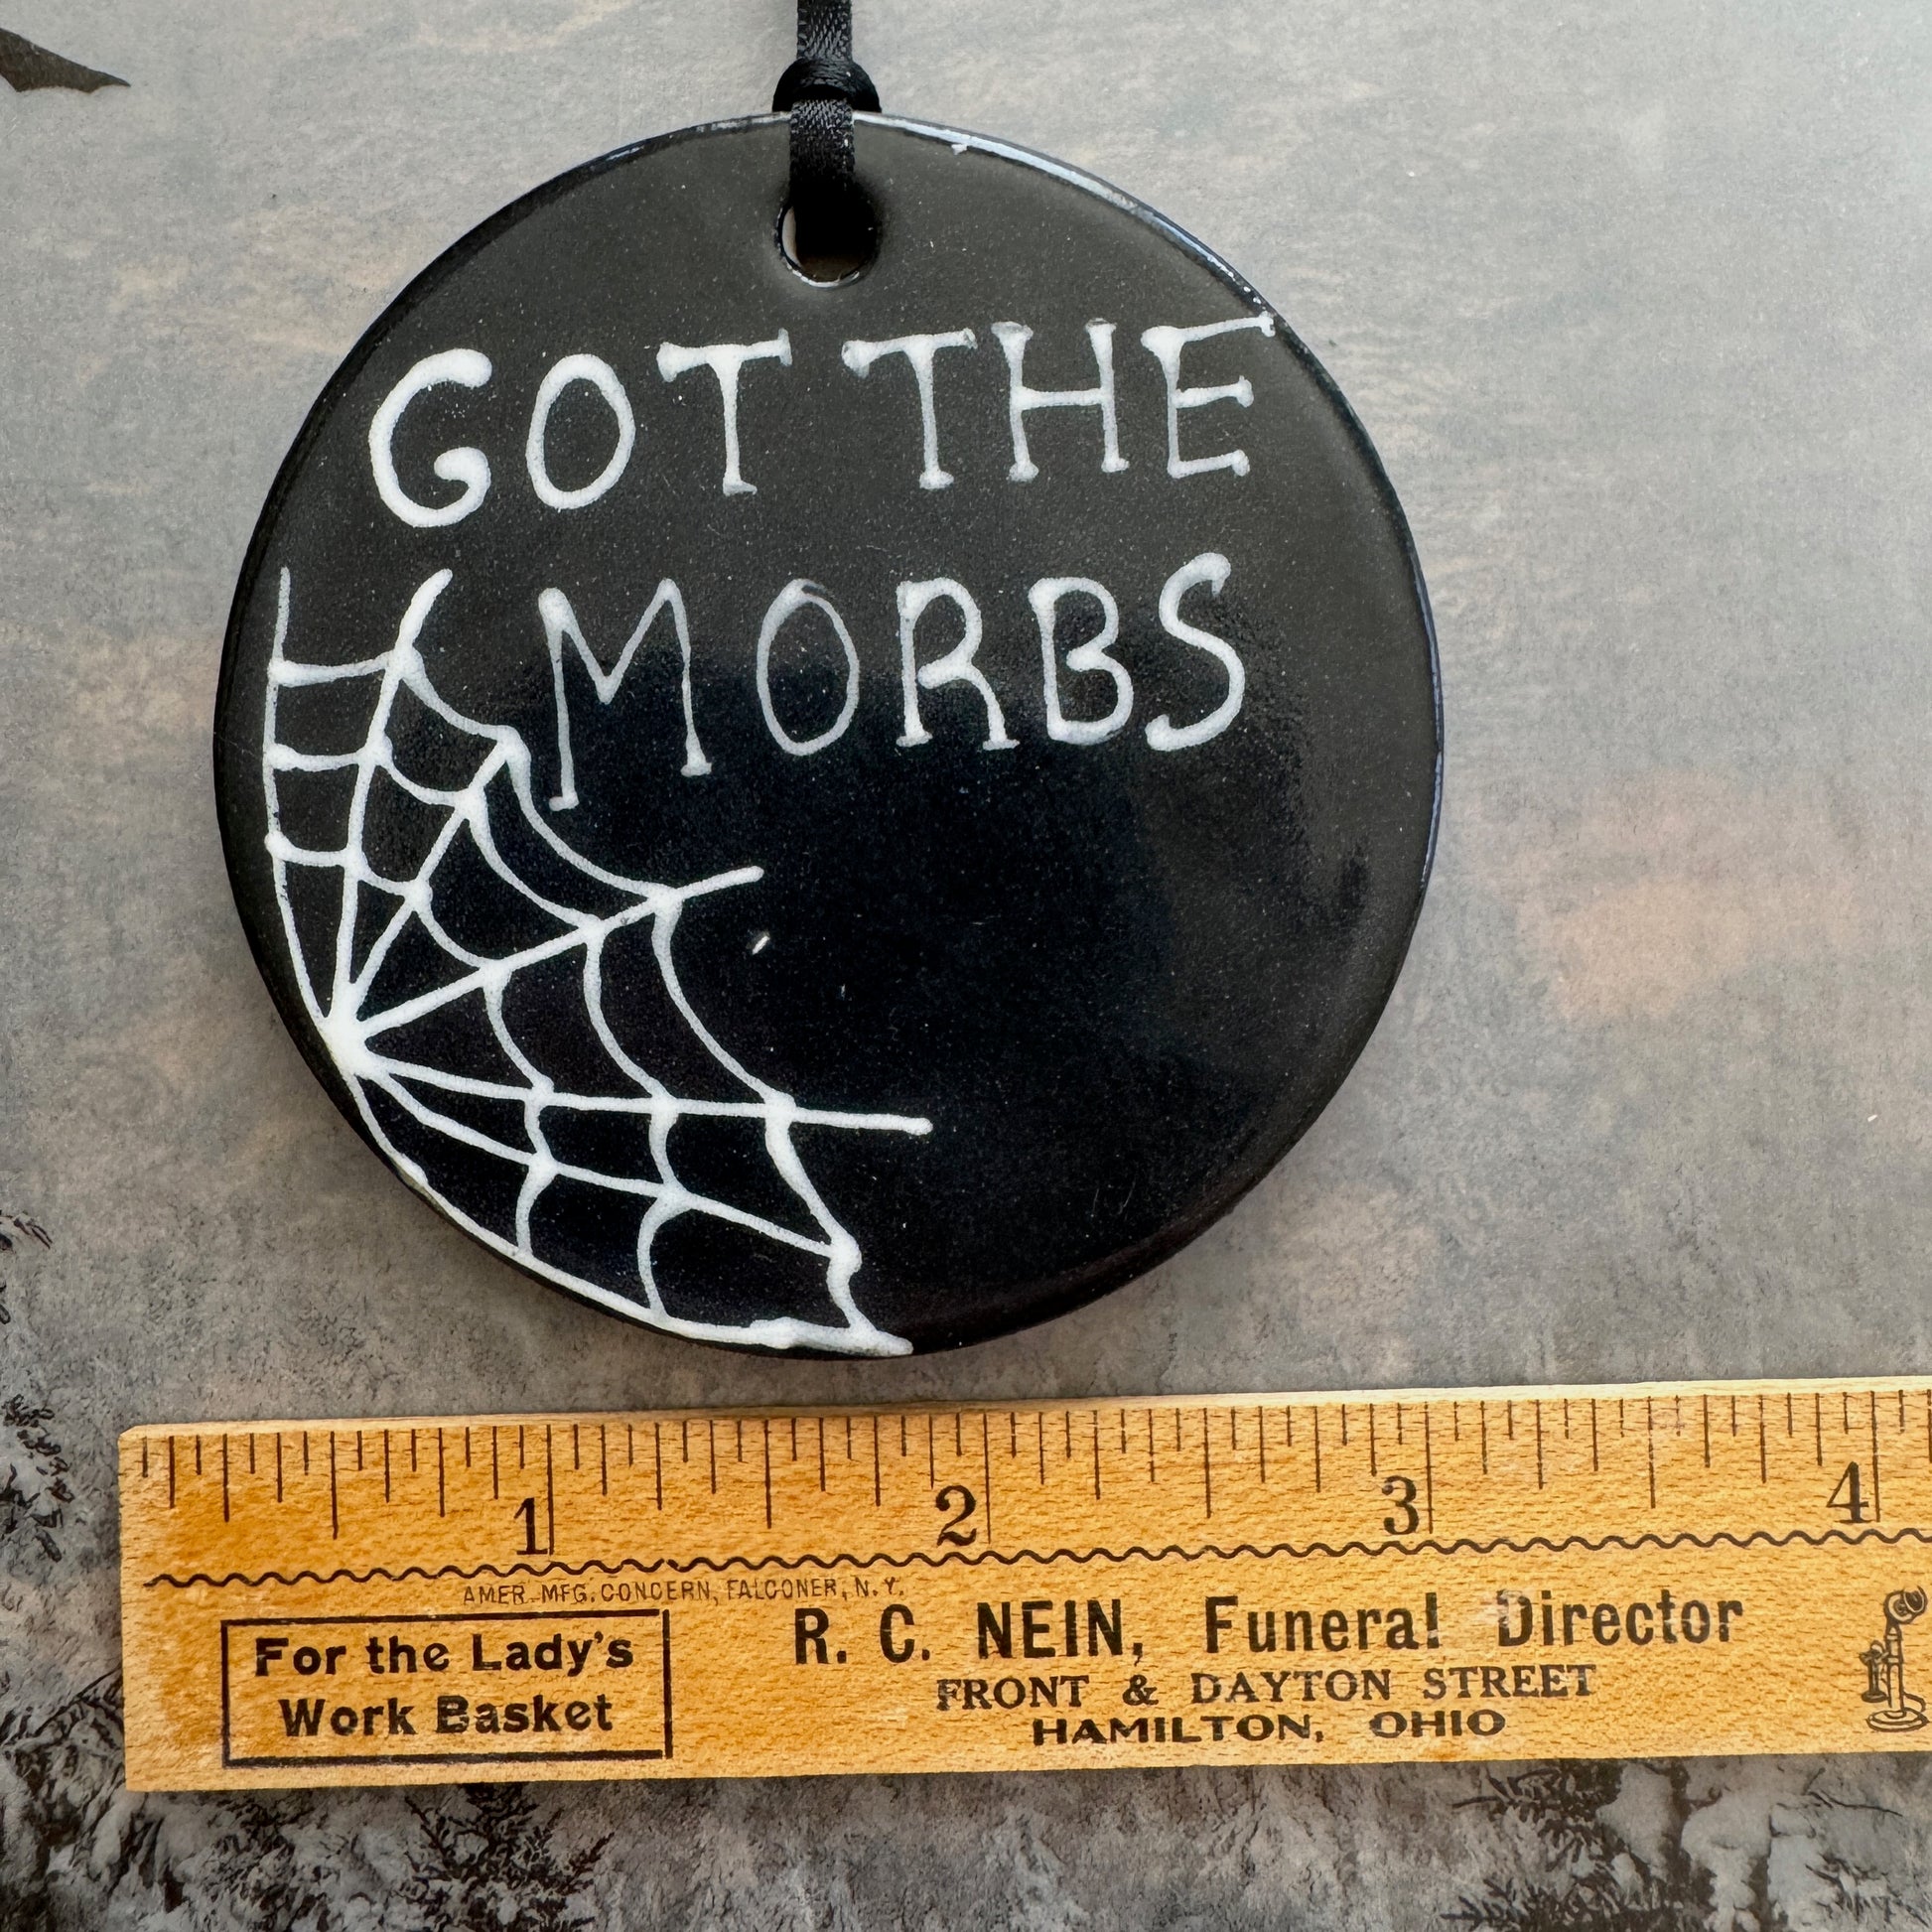 GOT THE
MORBS
1 2 3 4
AMER. MFG. CONCERN, FALCONER, N.Y.
For the Lady's
Work Basket
R. C. NEIN, Funeral Director
FRONT & DAYTON STREET
HAMILTON, OHIO